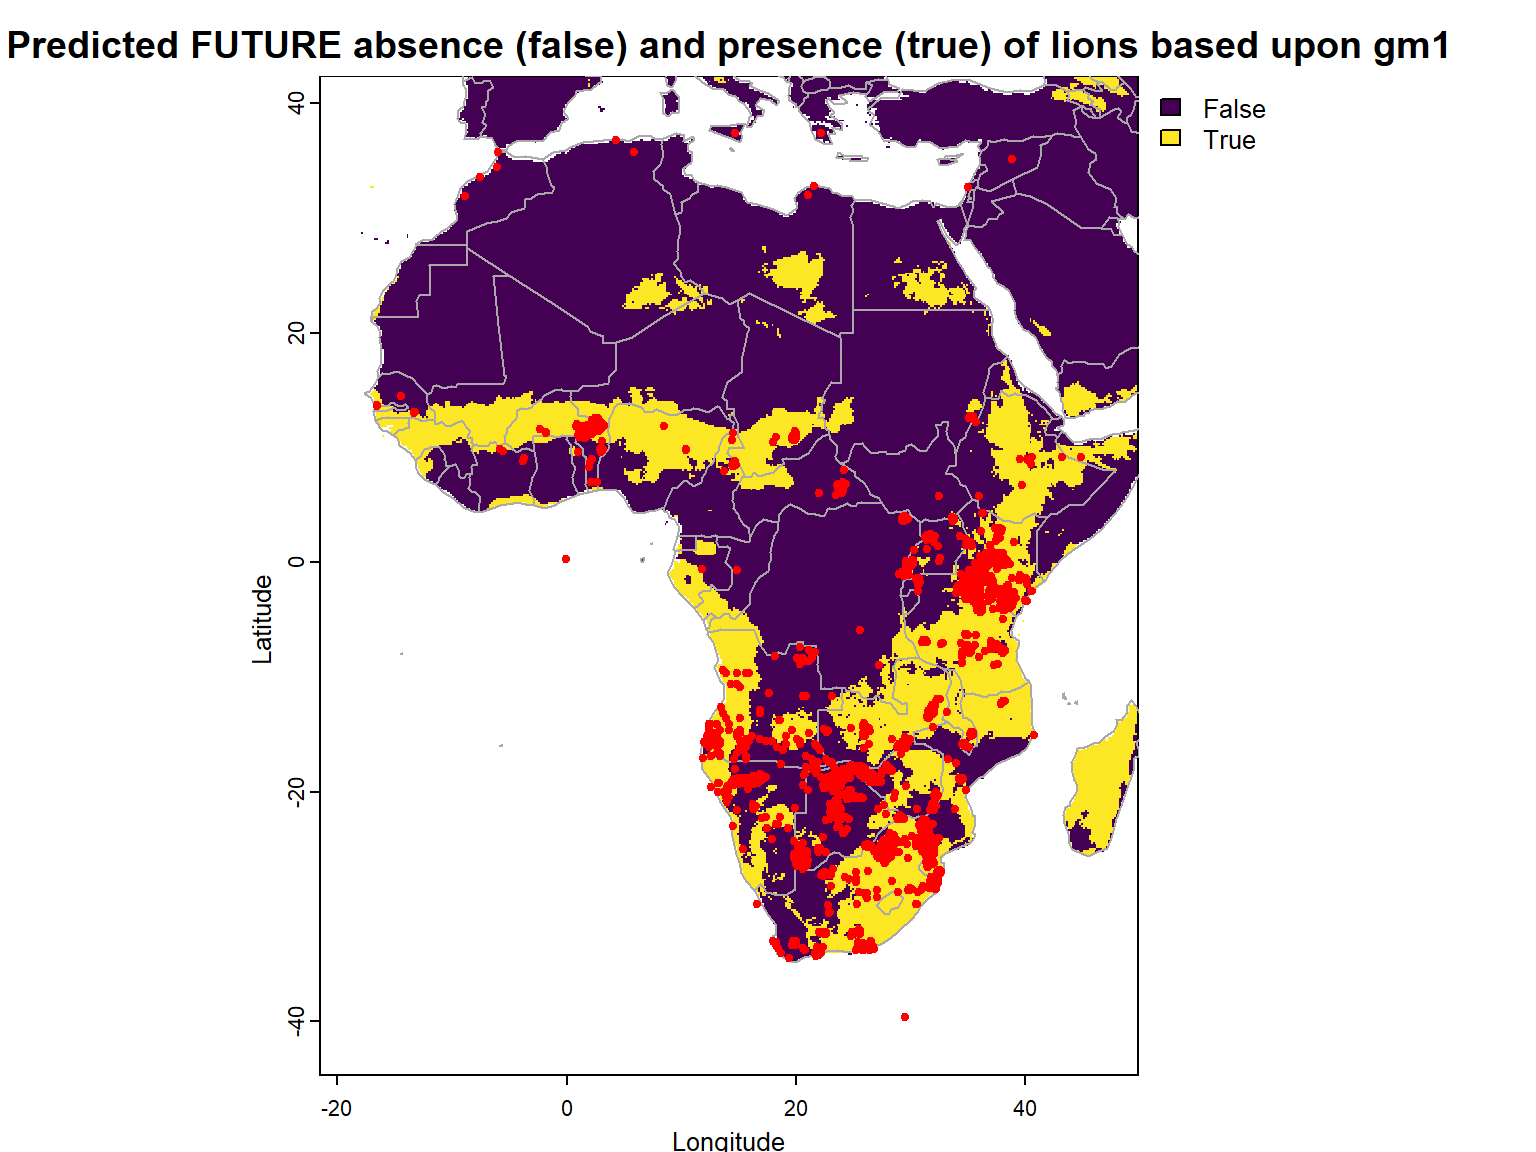 Predicted FUTURE absence (false) and presence (true) of lions based upon gm1
False
True
40
20
0
-20
-40
Latitude
-20
0
20
40
Longitude